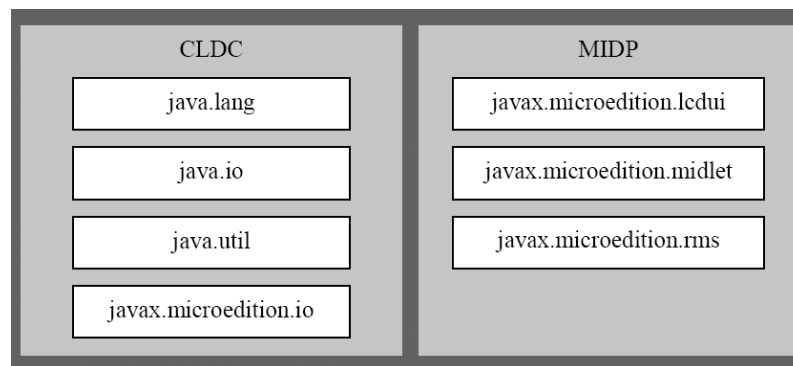 CLDC
java.lang
java.io
java.util
javax.microedition.io
MIDP
javax.microedition.lcdui
javax.microedition.midlet
javax.microedition.rms